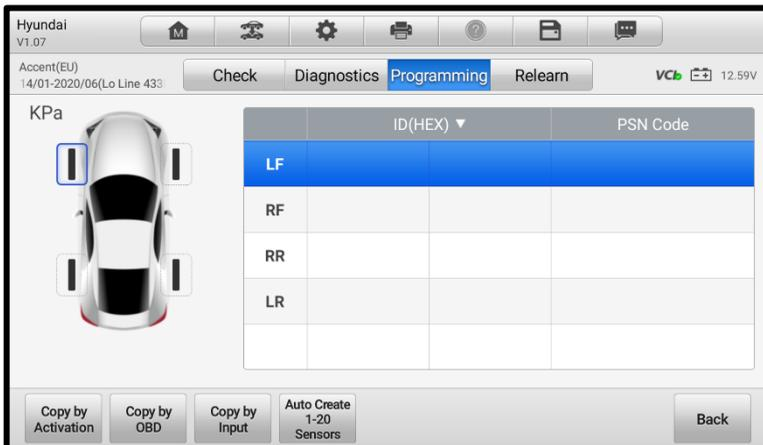 Hyundai
V1.07
M
?
Accent(EU)
14/01-2020/06(Lo Line 433
Check
Diagnostics
Programming
Relearn
VCI
12.59V
KPa
ID(HEX) ▼
PSN Code
LF
RF
RR
LR
Copy by
Activation
Copy by
OBD
Copy by
Input
Auto Create
1-20
Sensors
Back